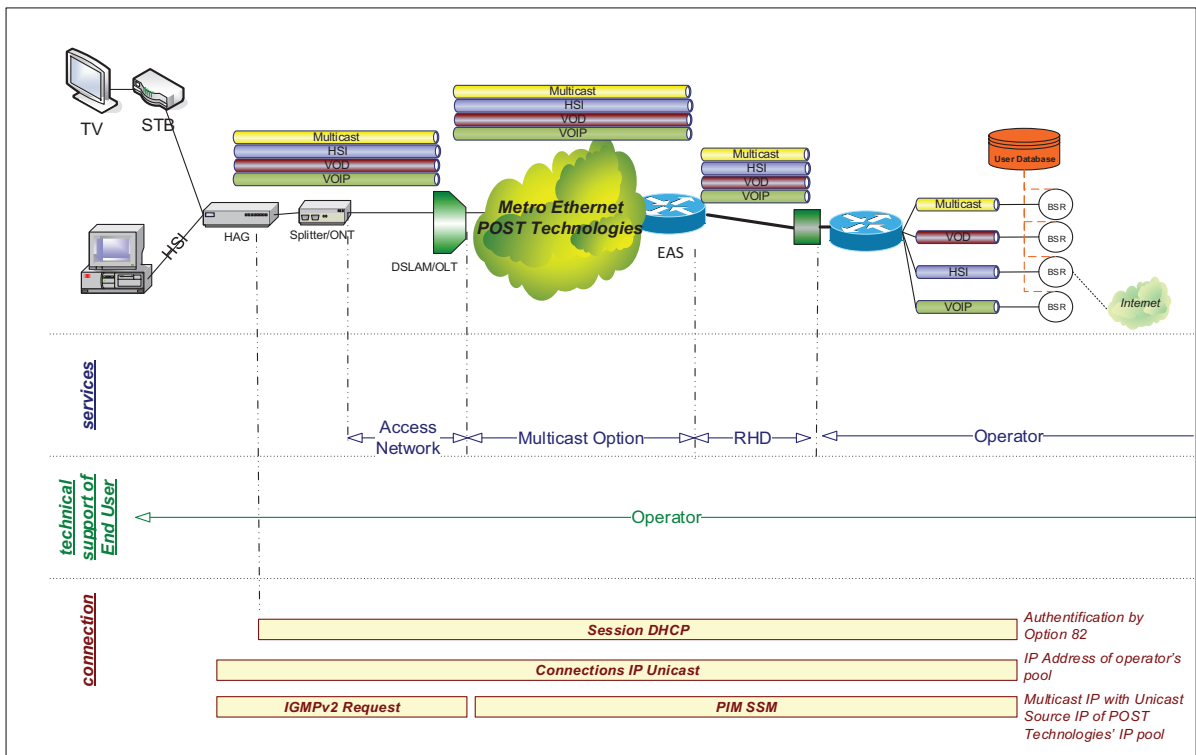 TV
STB
HSI
HAG
Splitter/ONT
DSLAM/OLT
Multicast
HSI
VOD
VOIP
Multicast
HSI
VOD
VOIP
Metro Ethernet
POST Technologies
EAS
Multicast
HSI
VOD
VOIP
User Database
Multicast
BSR
VOD
BSR
HSI
BSR
VOIP
BSR
Internet
services
Access
Network
Multicast Option
RHD
Operator
technical
support of
End User
Operator
connection
Session DHCP
Authentification by
Option 82
Connections IP Unicast
IP Address of operator's
pool
IGMPv2 Request
PIM SSM
Multicast IP with Unicast
Source IP of POST
Technologies' IP pool